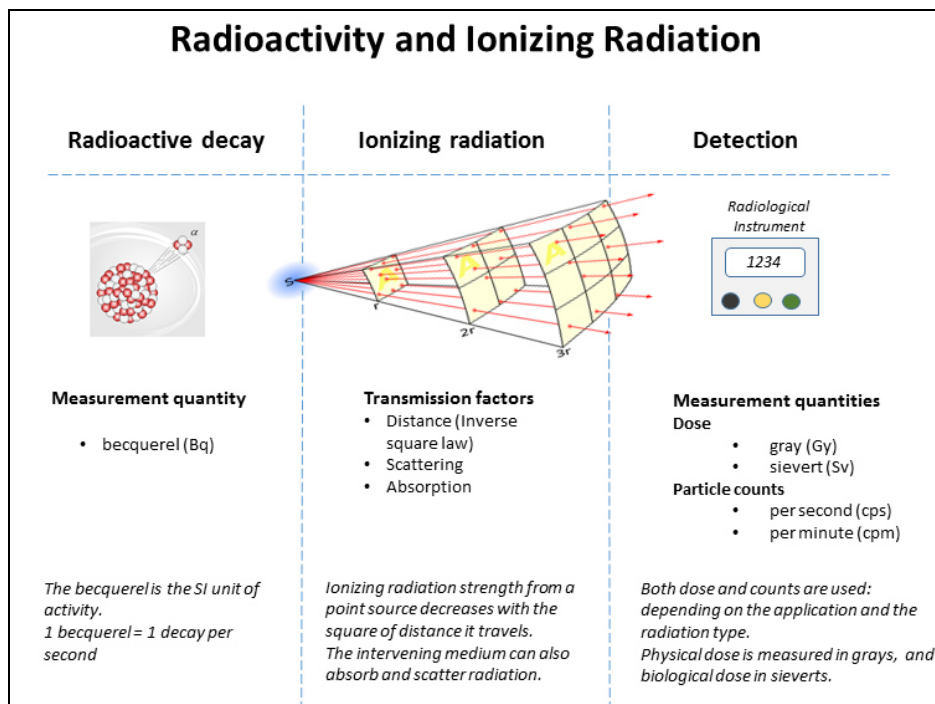 Radioactivity and Ionizing Radiation
Radioactive decay
Ionizing radiation
Detection
α
S
r
2r
3r
A
A
A
Radiological
Instrument
1234
Measurement quantity
• becquerel (Bq)
Transmission factors
• Distance (Inverse
square law)
• Scattering
• Absorption
Measurement quantities
Dose
• gray (Gy)
• sievert (Sv)
Particle counts
• per second (cps)
• per minute (cpm)
The becquerel is the SI unit of
activity.
1 becquerel = 1 decay per
second
Ionizing radiation strength from a
point source decreases with the
square of distance it travels.
The intervening medium can also
absorb and scatter radiation.
Both dose and counts are used:
depending on the application and the
radiation type.
Physical dose is measured in grays, and
biological dose in sieverts.